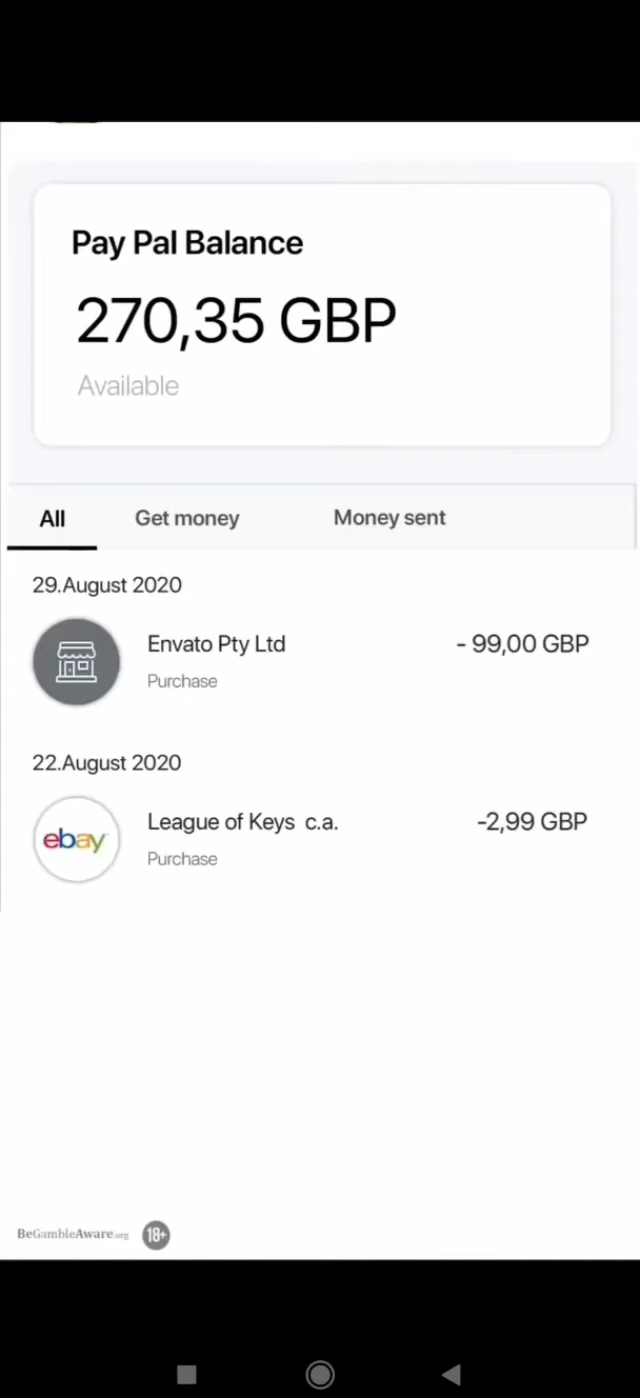 Pay Pal Balance
270,35 GBP
Available
All Get money Money sent
29.August 2020
Envato Pty Ltd - 99,00 GBP
Purchase
22.August 2020
ebay League of Keys c.a. -2,99 GBP
Purchase
BeGambleAware.org 18+